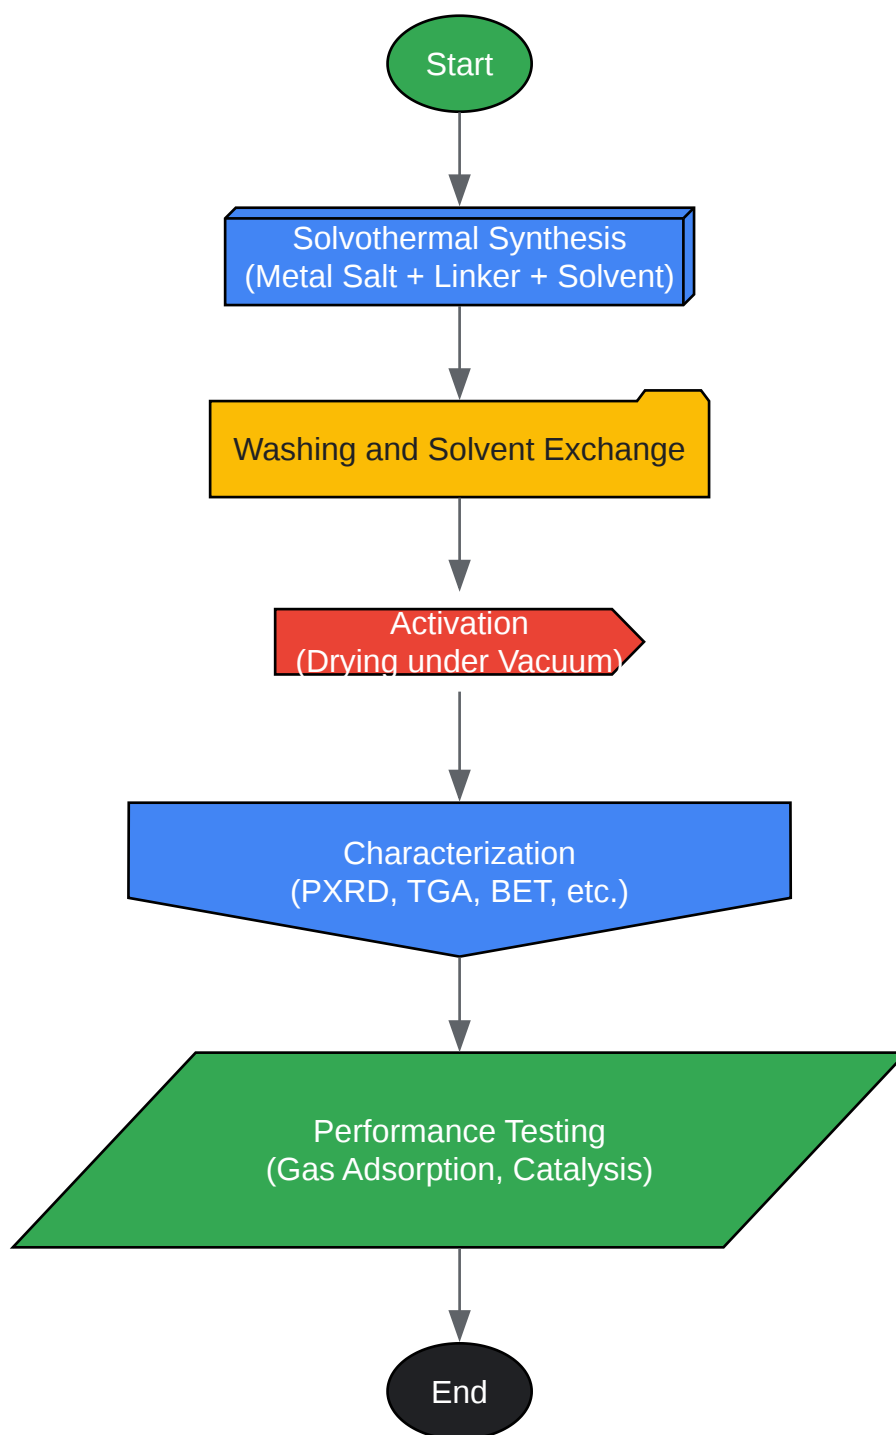 Start
Solvothermal Synthesis
(Metal Salt + Linker + Solvent)
Washing and Solvent Exchange
Activation
(Drying under Vacuum)
Characterization
(PXRD, TGA, BET, etc.)
Performance Testing
(Gas Adsorption, Catalysis)
End